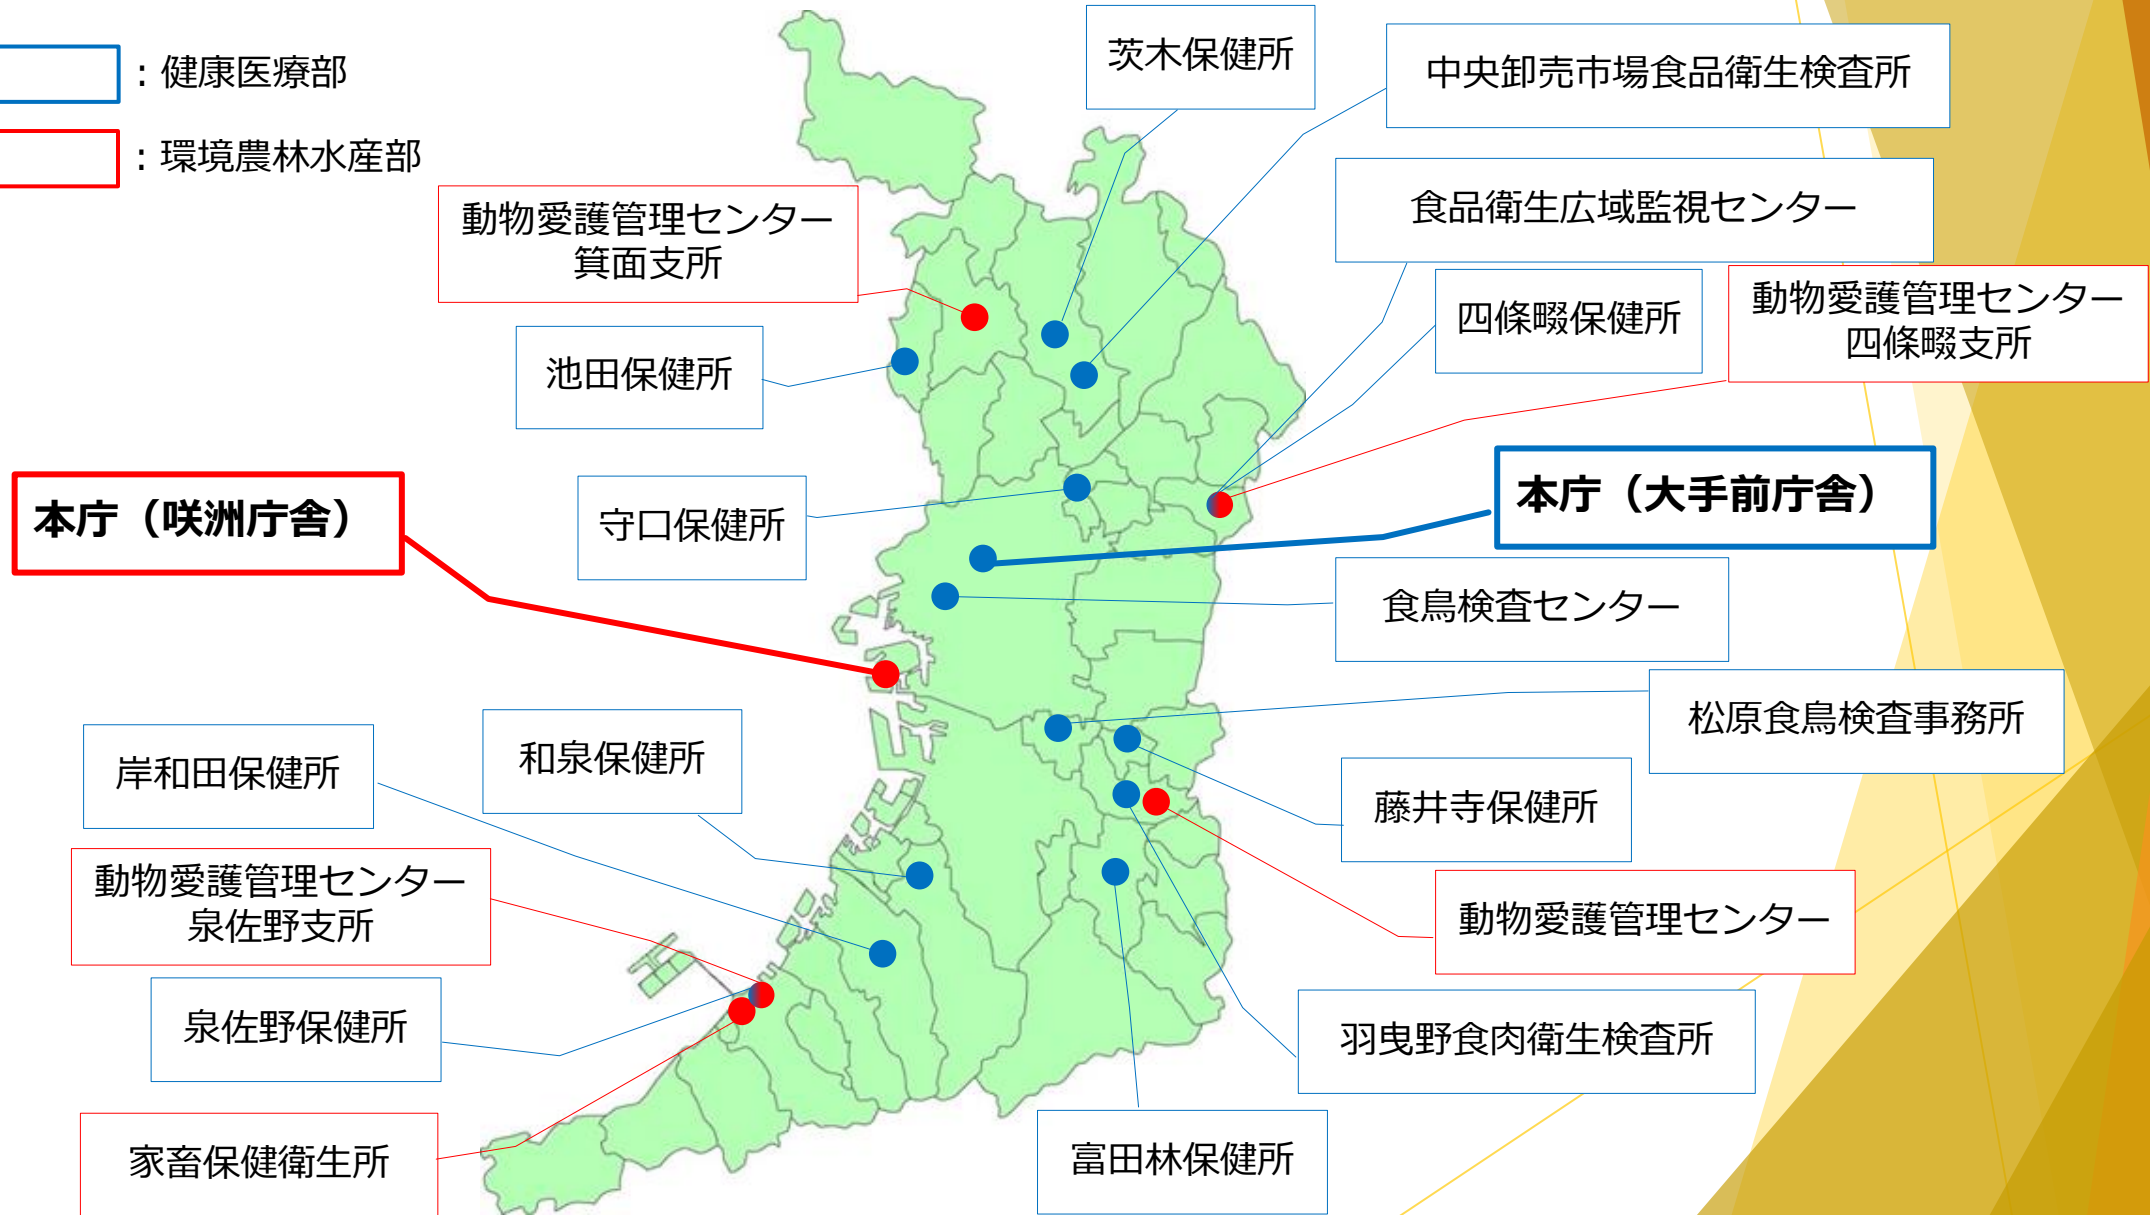 ：健康医療部
：環境農林水産部
茨木保健所
中央卸売市場食品衛生検査所
動物愛護管理センター
箕面支所
食品衛生広域監視センター
四條畷保健所
動物愛護管理センター
四條畷支所
池田保健所
本庁（咲洲庁舎）
守口保健所
本庁（大手前庁舎）
食鳥検査センター
松原食鳥検査事務所
岸和田保健所
和泉保健所
藤井寺保健所
動物愛護管理センター
泉佐野支所
動物愛護管理センター
泉佐野保健所
羽曳野食肉衛生検査所
家畜保健衛生所
富田林保健所